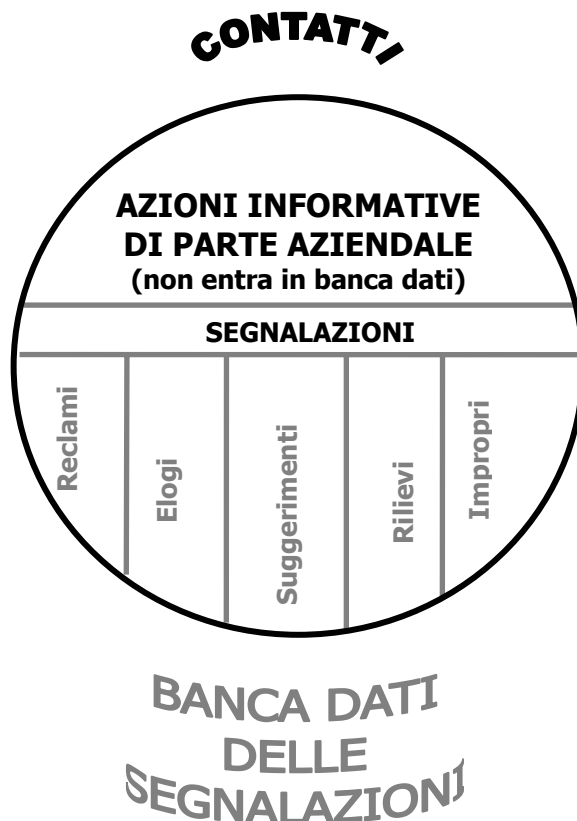 CONTATTI
AZIONI INFORMATIVE
DI PARTE AZIENDALE
(non entra in banca dati)
SEGNALAZIONI
Reclami
Elogi
Suggerimenti
Rilievi
Impropri
BANCA DATI
DELLE
SEGNALAZIONI